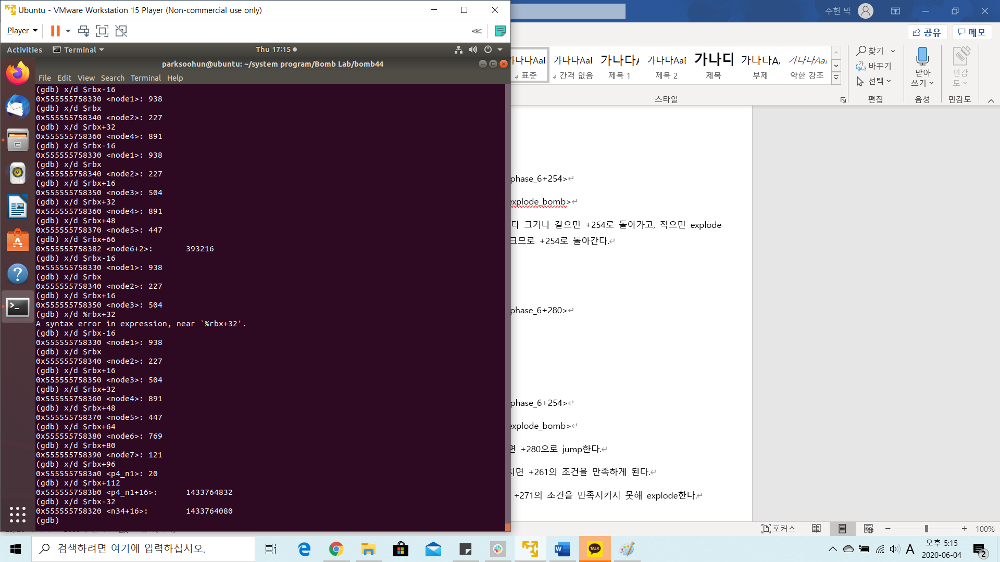 Ubuntu - VMware Workstation 15 Player (Non-commercial use only)
Player
Activities
Terminal
Thu 17:15
parksoohun@ubuntu: ~/system program/Bomb Lab/bomb44
File Edit View Search Terminal Help
(gdb) x/d $rbx-16
0x555555758330 <node1>: 938
(gdb) x/d $rbx
0x555555758340 <node2>: 227
(gdb) x/d $rbx+32
0x555555758360 <node4>: 891
(gdb) x/d $rbx-16
0x555555758330 <node1>: 938
(gdb) x/d $rbx
0x555555758340 <node2>: 227
(gdb) x/d $rbx+16
0x555555758350 <node3>: 504
(gdb) x/d $rbx+32
0x555555758360 <node4>: 891
(gdb) x/d $rbx+48
0x555555758370 <node5>: 447
(gdb) x/d $rbx+66
0x555555758382 <node6+2>: 393216
(gdb) x/d $rbx-16
0x555555758330 <node1>: 938
(gdb) x/d $rbx
0x555555758340 <node2>: 227
(gdb) x/d $rbx+16
0x555555758350 <node3>: 504
(gdb) x/d %rbx+32
A syntax error in expression, near `%rbx+32'.
(gdb) x/d $rbx-16
0x555555758330 <node1>: 938
(gdb) x/d $rbx
0x555555758340 <node2>: 227
(gdb) x/d $rbx+16
0x555555758350 <node3>: 504
(gdb) x/d $rbx+32
0x555555758360 <node4>: 891
(gdb) x/d $rbx+48
0x555555758370 <node5>: 447
(gdb) x/d $rbx+64
0x555555758380 <node6>: 769
(gdb) x/d $rbx+80
0x555555758390 <node7>: 121
(gdb) x/d $rbx+96
0x5555557583a0 <p4_n1>: 20
(gdb) x/d $rbx+112
0x5555557583b0 <p4_n1+16>: 1433764832
(gdb) x/d $rbx-32
0x555555758320 <n34+16>: 1433764080
(gdb)
수헌 박
공유
메모
가나다AaB 가나다AaB 가나다A 가나다AaB 가나다 가나다A 가나다AaB
표준 간격 없음 제목 1 제목 2 제목 부제 약한 강조
스타일
찾기
바꾸기
선택
편집
받아
쓰기
음성
민감
도
민감도
phase_6+254>
explode_bomb>
다 크거나 같으면 +254로 돌아가고, 작으면 explode
크므로 +254로 돌아간다.
phase_6+280>
phase_6+254>
explode_bomb>
면 +280으로 jump한다.
지면 +261의 조건을 만족하게 된다.
+271의 조건을 만족시키지 못해 explode한다.
포커스
100%
검색하려면 여기에 입력하십시오.
TALK
A
오후 5:15
2020-06-04
2